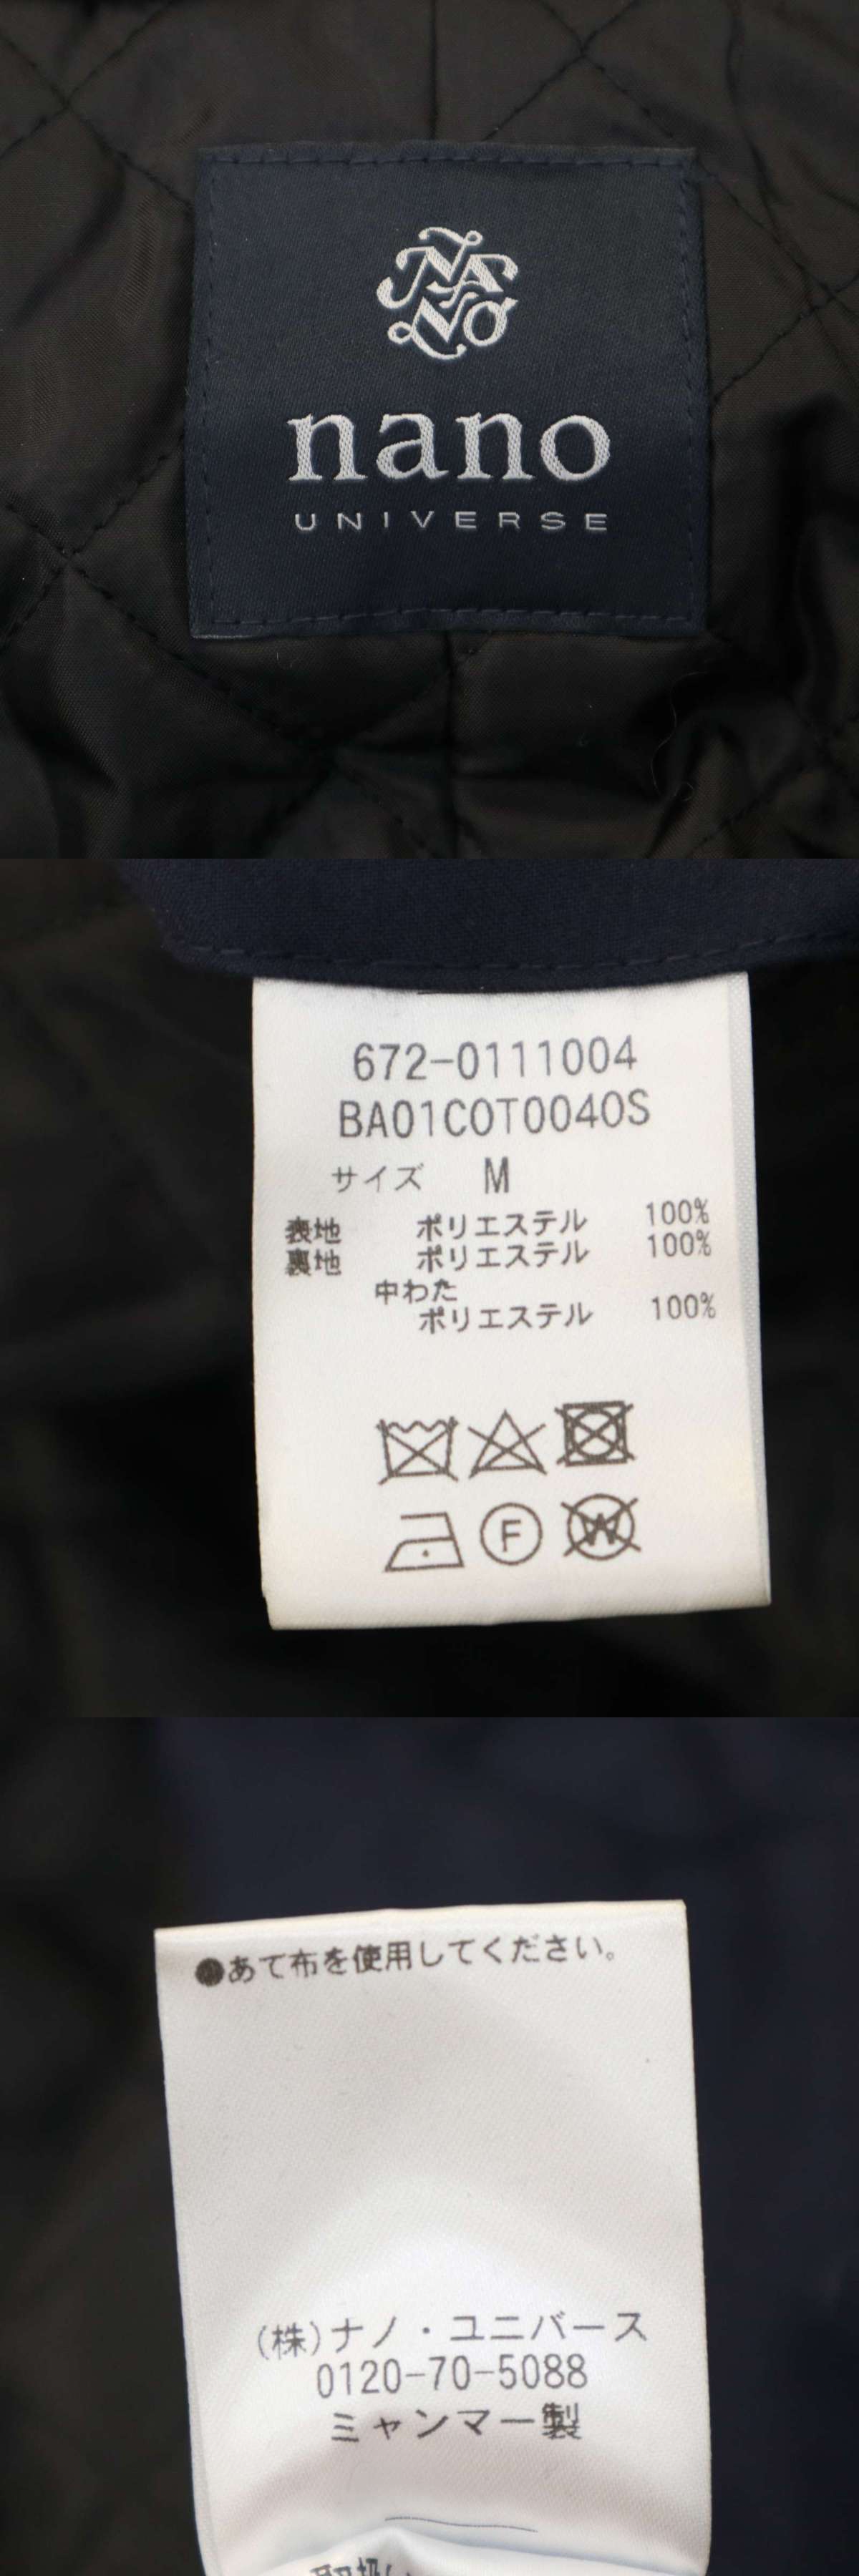 NANO
nano
UNIVERSE
672-0111004
BA01COT0040S
サイズ M
表地 ポリエステル 100%
裏地 ポリエステル 100%
中わた
ポリエステル 100%
F
W
●あて布を使用してください。
(株)ナノ・ユニバース
0120-70-5088
ミャンマー製